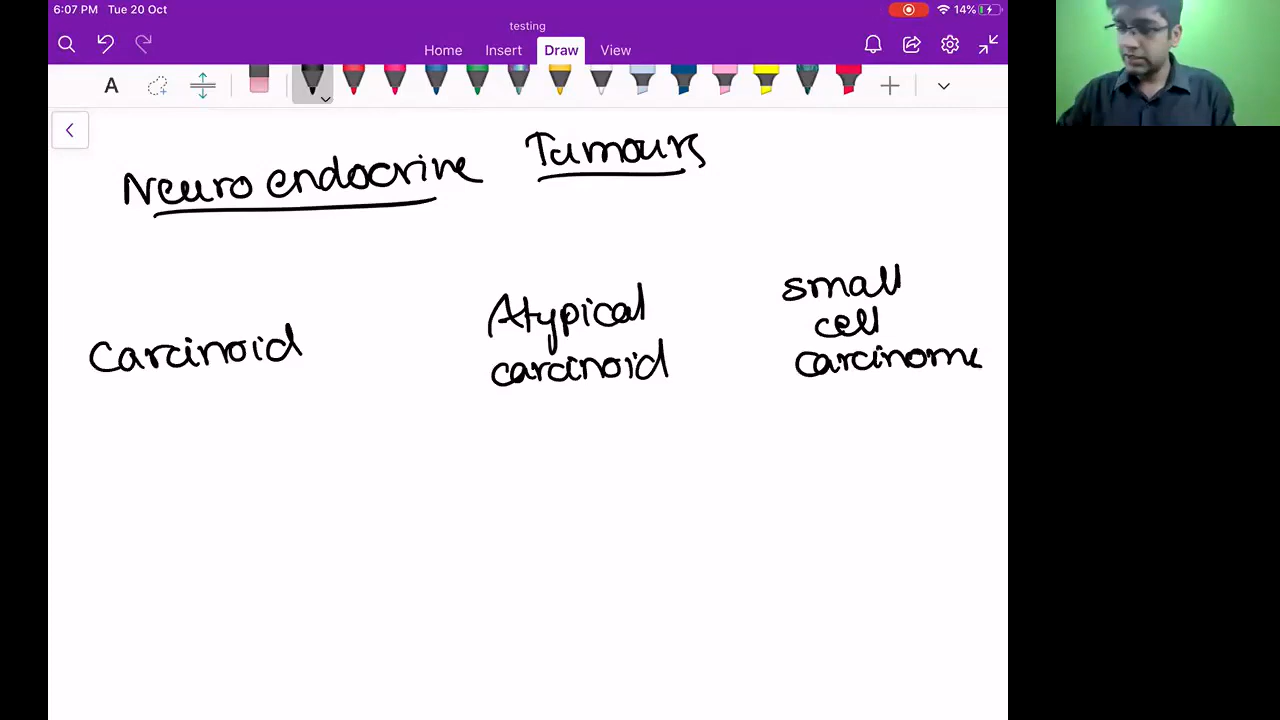 6:07 PM Tue 20 Oct
14%
testing
Home Insert Draw View
A
Neuro endocrine Tumours
Carcinoid
Atypical
carcinoid
small
cell
carcinoma